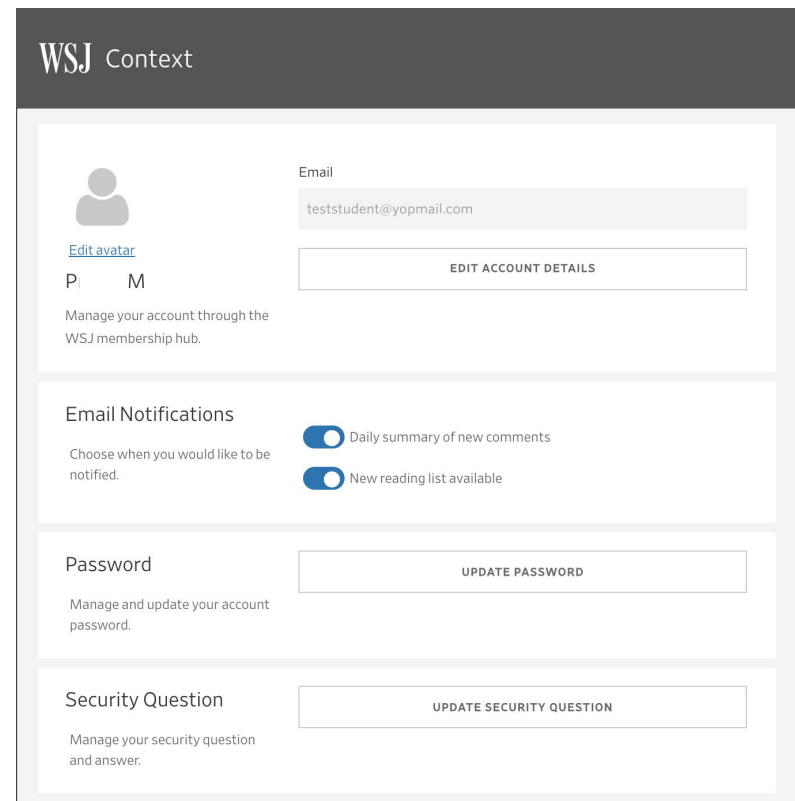 WSJ Context
Edit avatar
P M
Manage your account through the
WSJ membership hub.
Email
teststudent@yopmail.com
EDIT ACCOUNT DETAILS
Email Notifications
Choose when you would like to be
notified.
Daily summary of new comments
New reading list available
Password
Manage and update your account
password.
UPDATE PASSWORD
Security Question
Manage your security question
and answer.
UPDATE SECURITY QUESTION